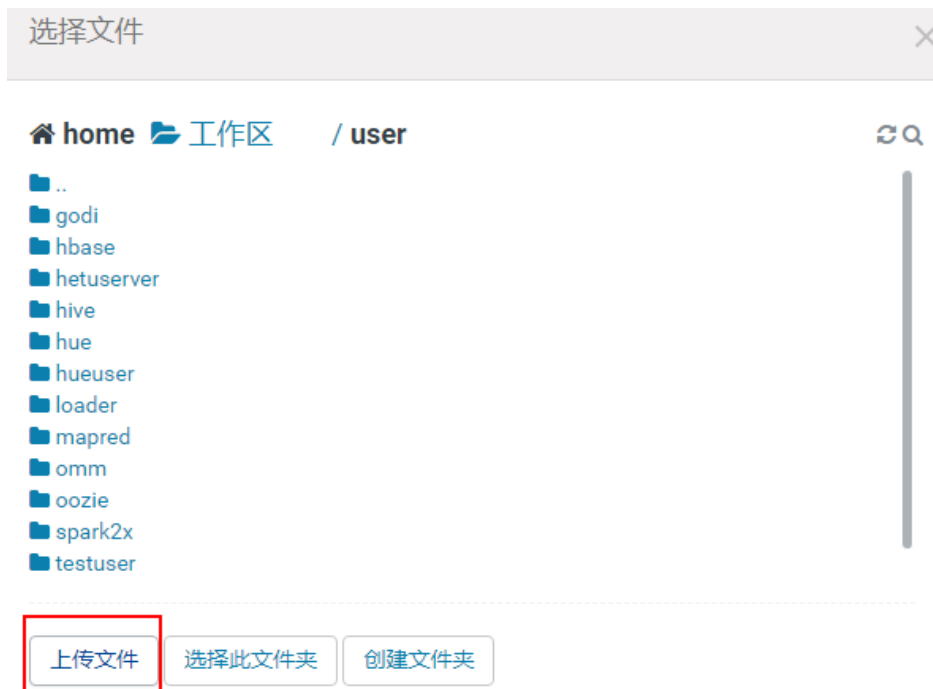 选择文件
home 工作区 / user
..
godi
hbase
hetuserver
hive
hue
hueuser
loader
mapred
omm
oozie
spark2x
testuser
上传文件 选择此文件夹 创建文件夹